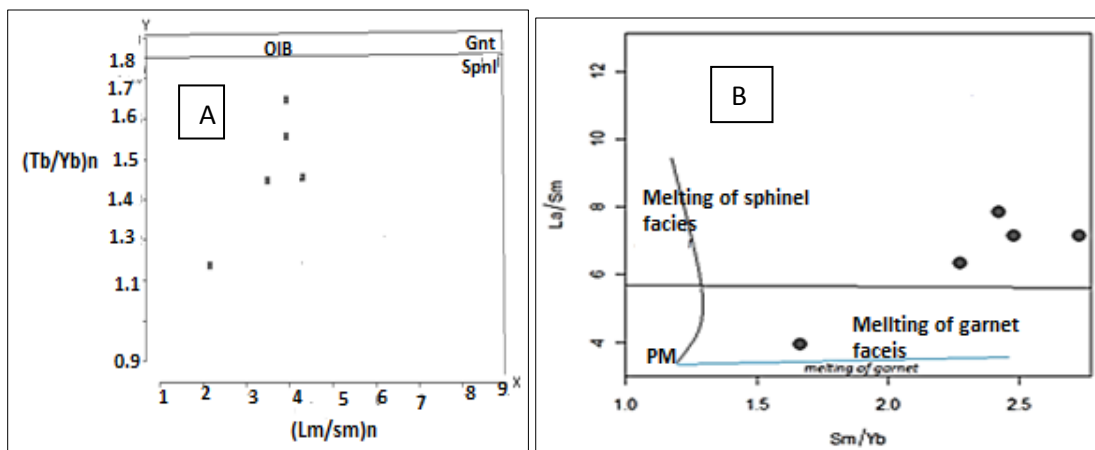 Y
OIB
Gnt
Spnl
A
1.8
1.7
1.6
1.5
1.4
1.3
1.1
0.9
(Tb/Yb)n
1 2 3 4 5 6 7 8 9
X
(Lm/sm)n
B
12
10
8
6
4
La/Sm
Melting of sphinel
facies
PM
Mellting of garnet
faceis
melting of garnet
1.0 1.5 2.0 2.5
Sm/Yb